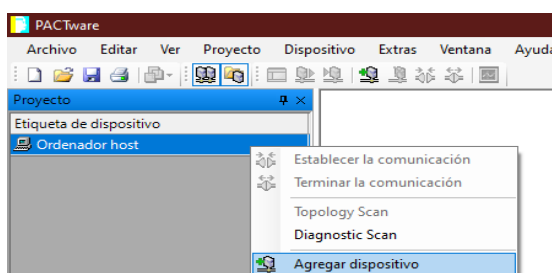 PACTware
Archivo Editar Ver Proyecto Dispositivo Extras Ventana Ayuda
Proyecto
Etiqueta de dispositivo
Ordenador host
Establecer la comunicación
Terminar la comunicación
Topology Scan
Diagnostic Scan
Agregar dispositivo